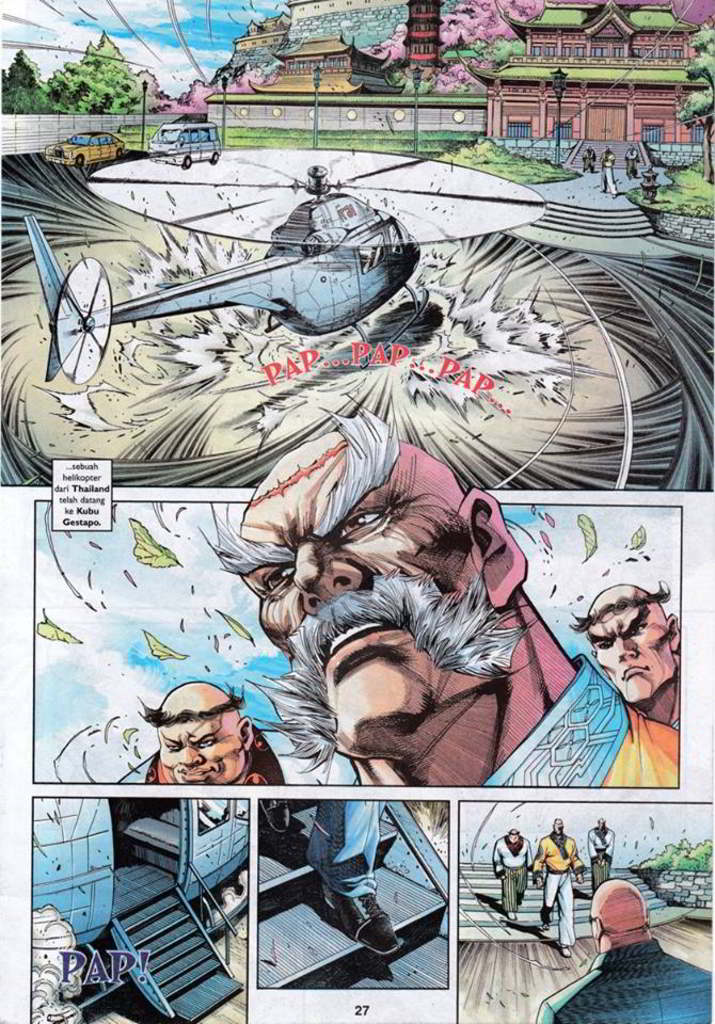 PAP...PAP...PAP...
...sebuah
helikopter
dari Thailand
telah datang
ke Kubu
Gestapo.
PAP!
27